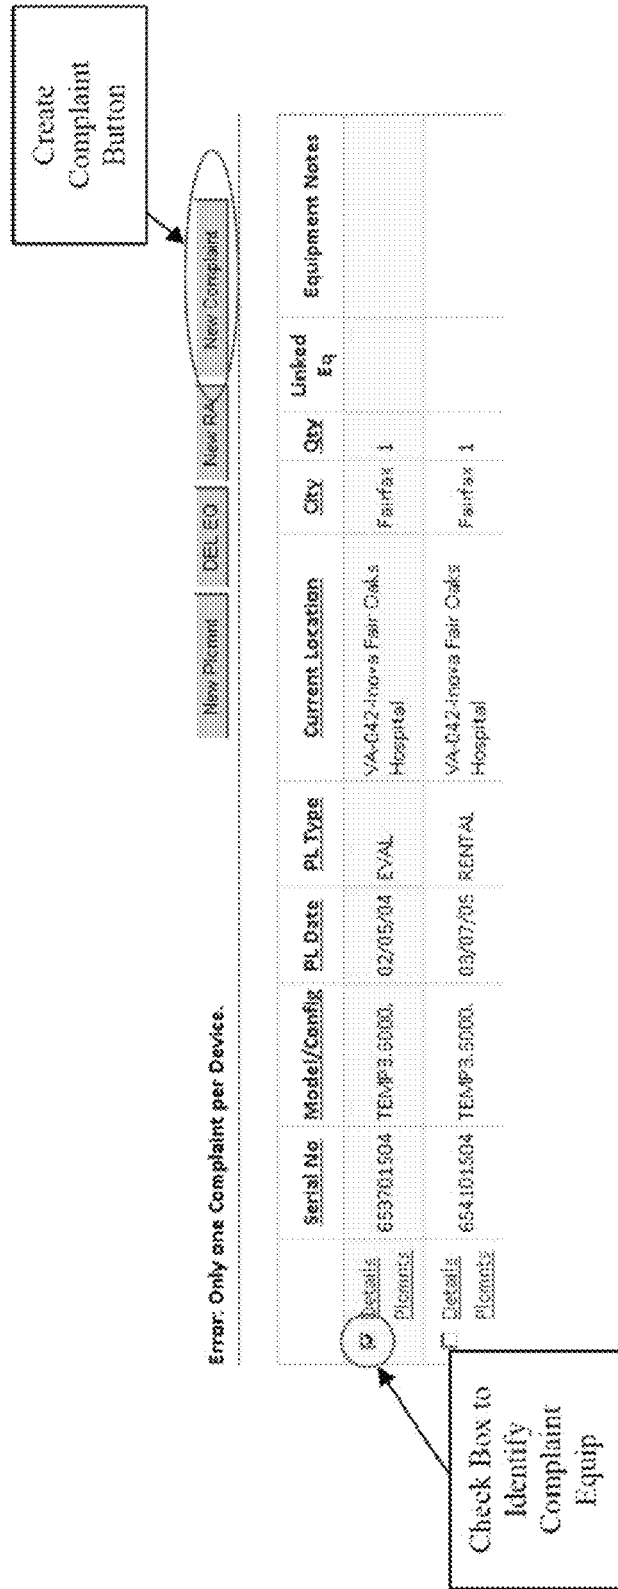 Create
Complaint
Button
New Plcmnt DEL EQ New RA New Complaint
Error: Only one Complaint per Device.
Serial No Model/Config PL Date PL Type Current Location City Qty Linked Eq Equipment Notes
Details 653701504 TEMP3.5000. 02/05/04 EVAL VA-042-Inova Fair Oaks Fairfax 1
Plcmnts Hospital
Details 654101504 TEMP3.5000. 03/07/05 RENTAL VA-042-Inova Fair Oaks Fairfax 1
Plcmnts Hospital
Check Box to
Identify
Complaint
Equip